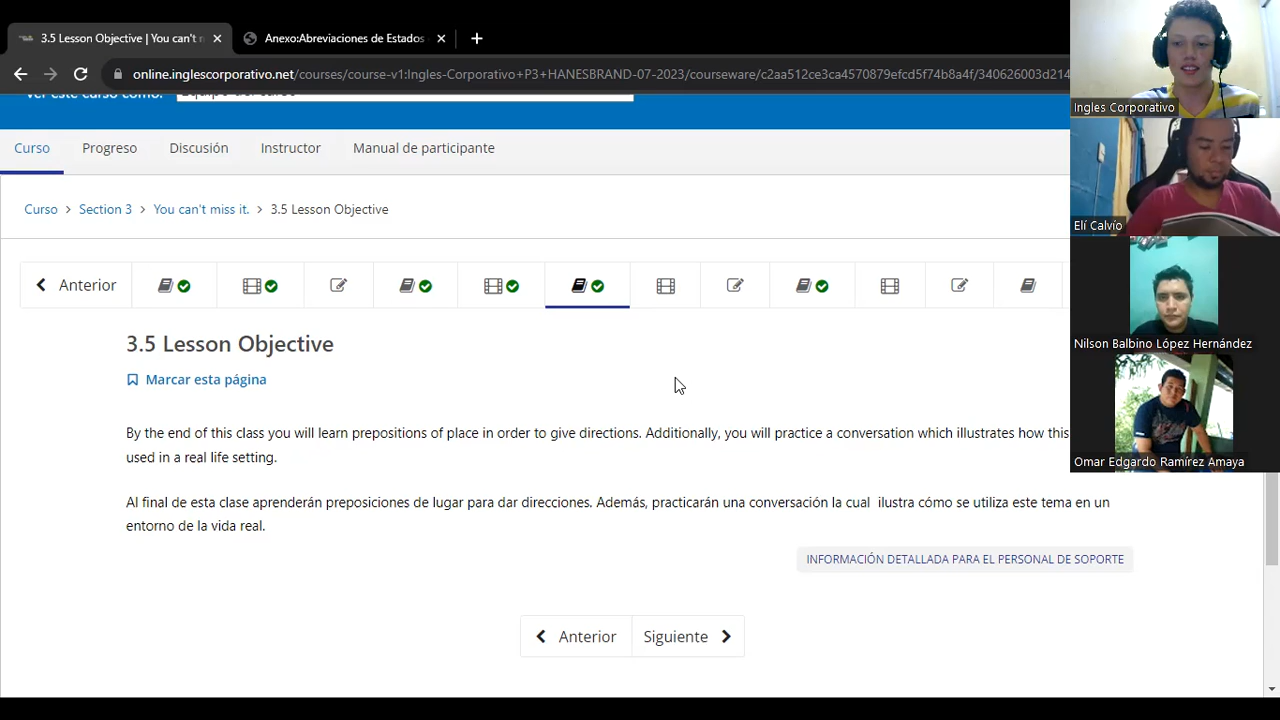 3.5 Lesson Objective | You can't n
Anexo:Abreviaciones de Estados
online.inglescorporativo.net/courses/course-v1:Ingles-Corporativo+P3+HANESBRAND-07-2023/courseware/c2aa512ce3ca4570879efcd5f74b8a4f/340626003d214
Ver este curso como: Equipo del curso
Curso Progreso Discusión Instructor Manual de participante
Curso > Section 3 > You can't miss it. > 3.5 Lesson Objective
Anterior
3.5 Lesson Objective
Marcar esta página
By the end of this class you will learn prepositions of place in order to give directions. Additionally, you will practice a conversation which illustrates how this
used in a real life setting.
Al final de esta clase aprenderán preposiciones de lugar para dar direcciones. Además, practicarán una conversación la cual ilustra cómo se utiliza este tema en un
entorno de la vida real.
INFORMACIÓN DETALLADA PARA EL PERSONAL DE SOPORTE
Anterior Siguiente
Ingles Corporativo
Elí Calvío
Nilson Balbino López Hernández
Omar Edgardo Ramírez Amaya